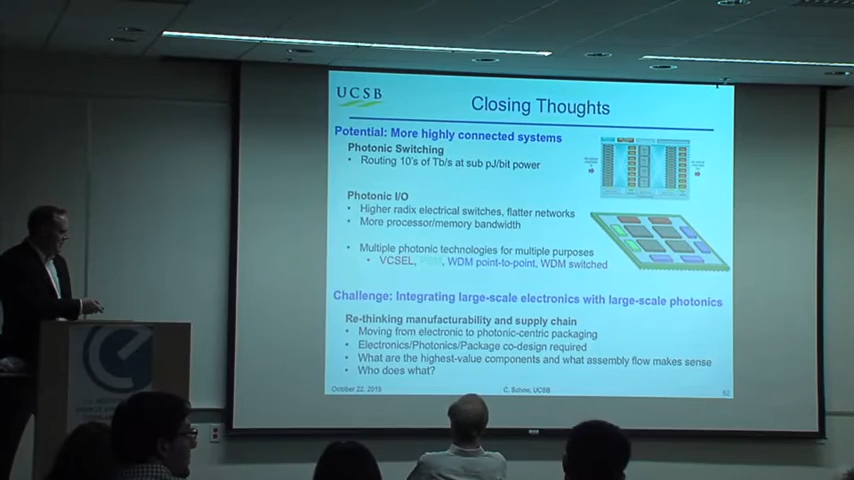 UCSB
Closing Thoughts
Potential: More highly connected systems
Photonic Switching
• Routing 10's of Tb/s at sub pJ/bit power
Photonic I/O
• Higher radix electrical switches, flatter networks
• More processor/memory bandwidth
• Multiple photonic technologies for multiple purposes
• VCSEL, PSM, WDM point-to-point, WDM switched
Challenge: Integrating large-scale electronics with large-scale photonics
Re-thinking manufacturability and supply chain
• Moving from electronic to photonic-centric packaging
• Electronics/Photonics/Package co-design required
• What are the highest-value components and what assembly flow makes sense
• Who does what?
October 22, 2015
C. Schow, UCSB